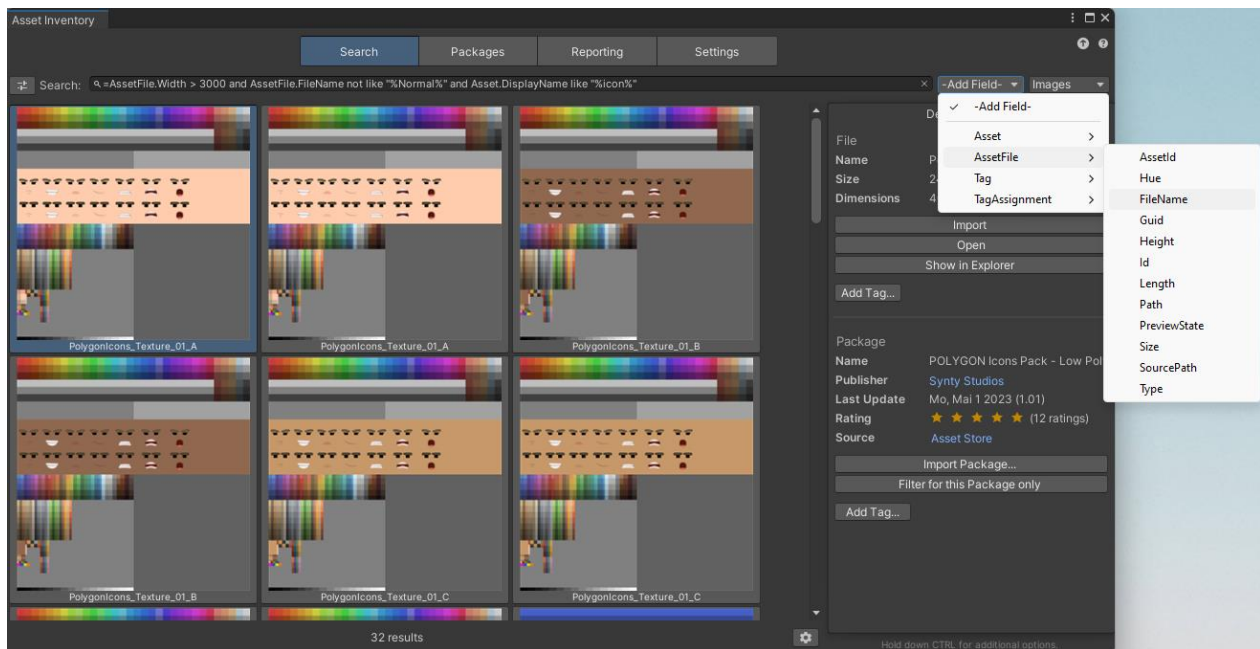 Asset Inventory
Search Packages Reporting Settings
Search: =AssetFile.Width > 3000 and AssetFile.FileName not like "%Normal%" and Asset.DisplayName like "%icon%" -Add Field- Images
-Add Field-
Asset
AssetFile
Tag
TagAssignment
AssetId
Hue
FileName
Guid
Height
Id
Length
Path
PreviewState
Size
SourcePath
Type
PolygonIcons_Texture_01_A PolygonIcons_Texture_01_A PolygonIcons_Texture_01_B
PolygonIcons_Texture_01_B PolygonIcons_Texture_01_C PolygonIcons_Texture_01_C
32 results
File
Name
Size
Dimensions
Import
Open
Show in Explorer
Add Tag...
Package
Name POLYGON Icons Pack - Low Pol
Publisher Synty Studios
Last Update Mo, Mai 1 2023 (1.01)
Rating (12 ratings)
Source Asset Store
Import Package...
Filter for this Package only
Add Tag...
Hold down CTRL for additional options.